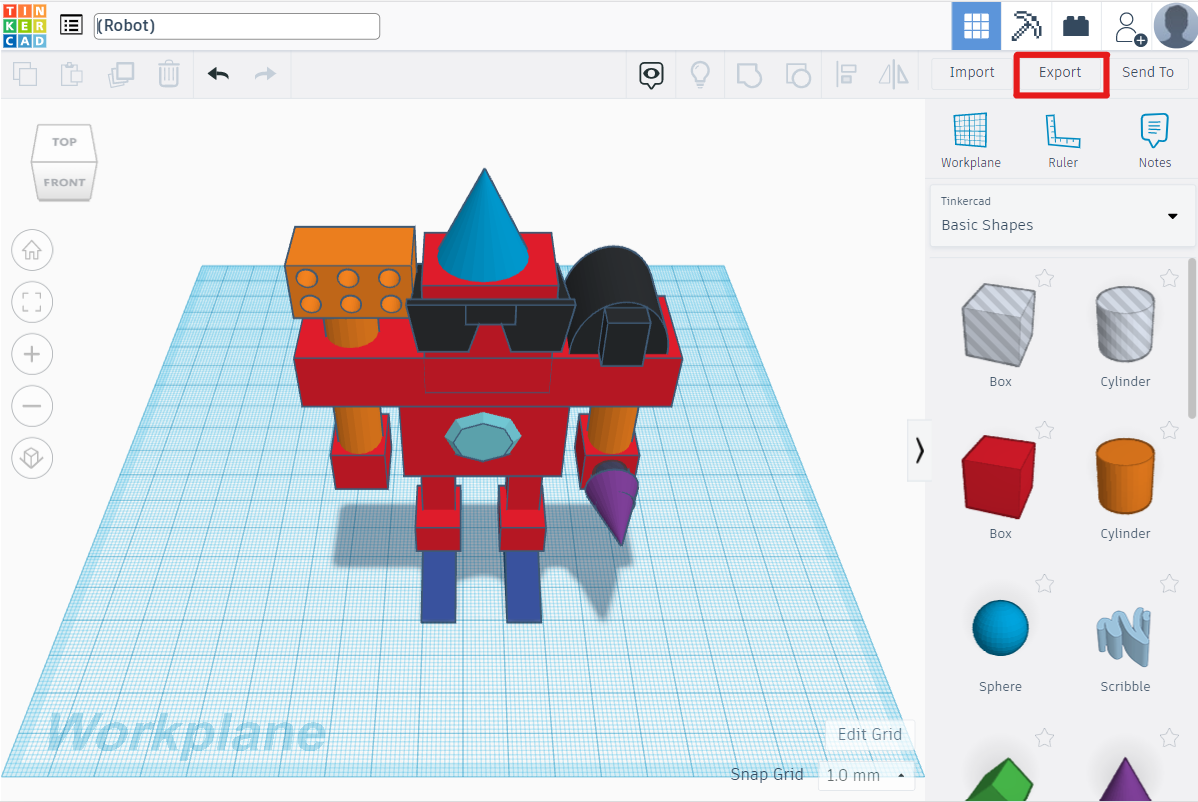 TIN
KER
CAD
(Robot)
Import
Export
Send To
TOP
FRONT
Workplane
Ruler
Notes
Tinkercad
Basic Shapes
Box
Cylinder
Box
Cylinder
Sphere
Scribble
Workplane
Edit Grid
Snap Grid
1.0 mm